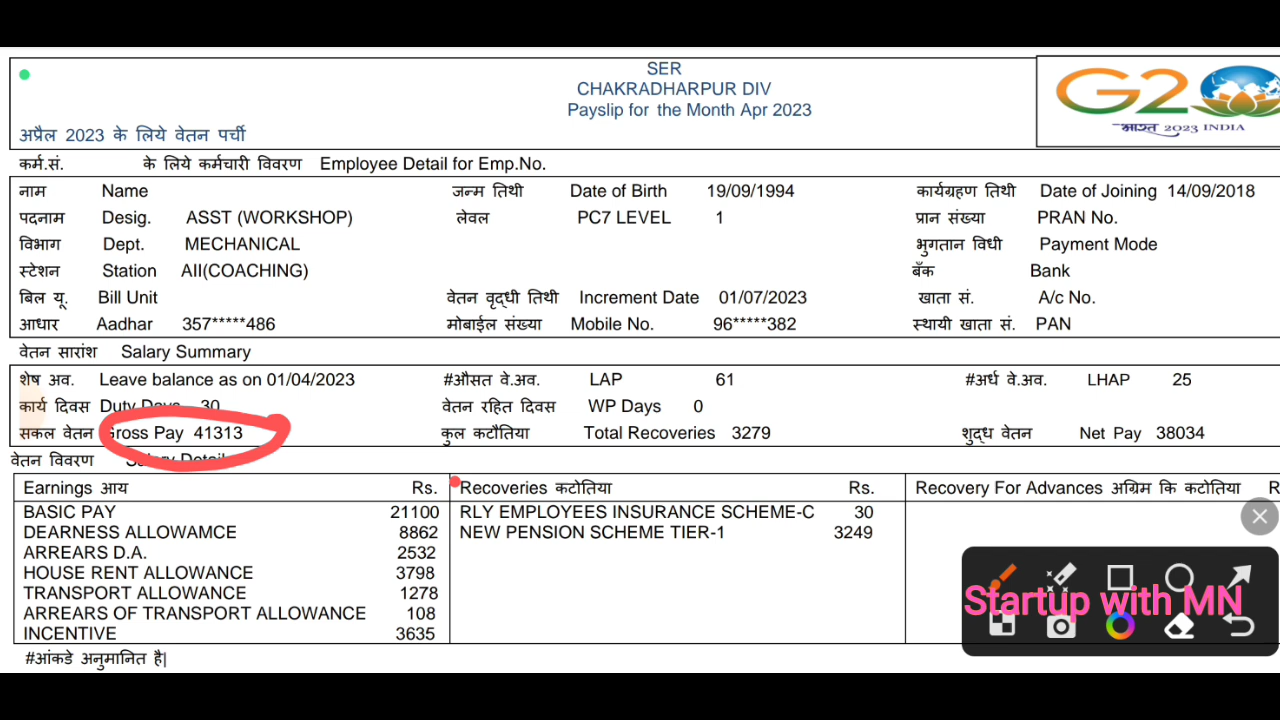 SER
CHAKRADHARPUR DIV
Payslip for the Month Apr 2023
अप्रैल 2023 के लिये वेतन पर्ची
G20
भारत 2023 INDIA
कर्म.सं. के लिये कर्मचारी विवरण Employee Detail for Emp.No.
नाम Name जन्म तिथी Date of Birth 19/09/1994 कार्यग्रहण तिथी Date of Joining 14/09/2018
पदनाम Desig. ASST (WORKSHOP) लेवल PC7 LEVEL 1 प्रान संख्या PRAN No.
विभाग Dept. MECHANICAL भुगतान विधी Payment Mode
स्टेशन Station AII(COACHING) बैंक Bank
बिल यू. Bill Unit वेतन वृद्धी तिथी Increment Date 01/07/2023 खाता सं. A/c No.
आधार Aadhar 357*****486 मोबाईल संख्या Mobile No. 96*****382 स्थायी खाता सं. PAN
वेतन सारांश Salary Summary
शेष अव. Leave balance as on 01/04/2023 #औसत वे.अव. LAP 61 #अर्ध वे.अव. LHAP 25
कार्य दिवस Duty Days 30 वेतन रहित दिवस WP Days 0
सकल वेतन Gross Pay 41313 कुल कटौतिया Total Recoveries 3279 शुद्ध वेतन Net Pay 38034
वेतन विवरण Salary Detail
Earnings आय Rs. Recoveries कटोतिया Rs. Recovery For Advances अग्रिम कि कटोतिया R
BASIC PAY 21100 RLY EMPLOYEES INSURANCE SCHEME-C 30
DEARNESS ALLOWAMCE 8862 NEW PENSION SCHEME TIER-1 3249
ARREARS D.A. 2532
HOUSE RENT ALLOWANCE 3798
TRANSPORT ALLOWANCE 1278
ARREARS OF TRANSPORT ALLOWANCE 108
INCENTIVE 3635
Startup with MN
#आंकडे अनुमानित है|